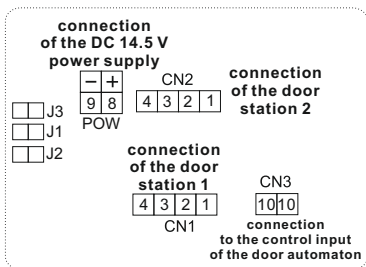 connection
of the DC 14.5 V
power supply
− +
9 8
POW
CN2
4 3 2 1
connection
of the door
station 2
J3
J1
J2
connection
of the door
station 1
4 3 2 1
CN1
CN3
10 10
connection
to the control input
of the door automaton